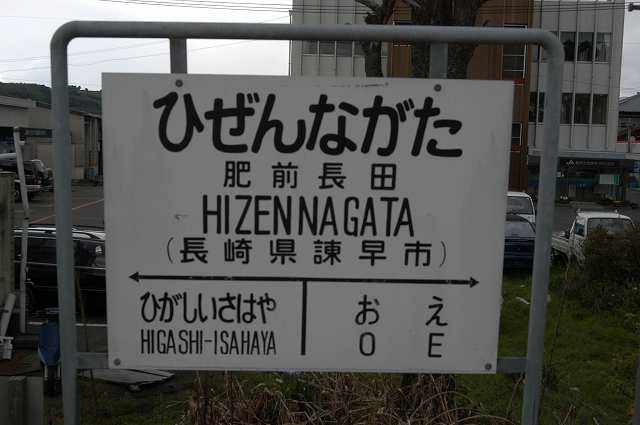 ひぜんながた
肥前長田
HIZENNAGATA
(長崎県諫早市)
ひがしいさはや おえ
HIGASHI-ISAHAYA OE